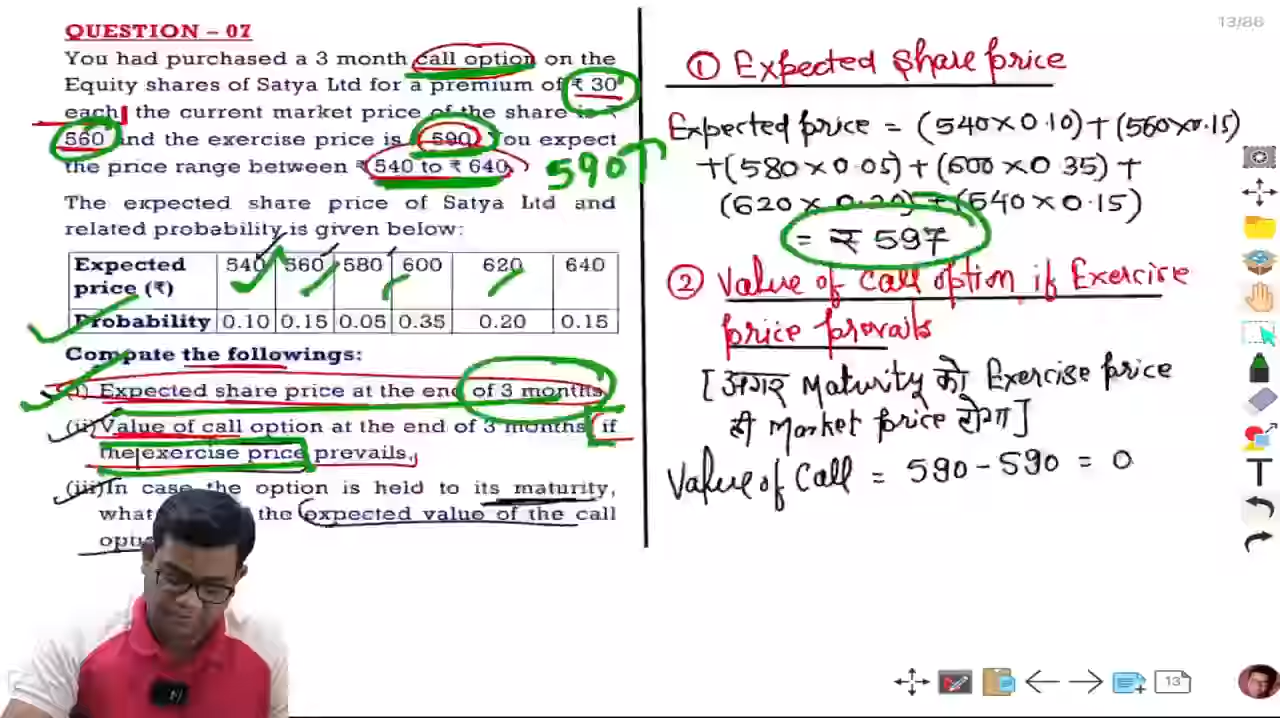 13/88
QUESTION – 07
You had purchased a 3 month call option on the
Equity shares of Satya Ltd for a premium of ₹ 30
each, the current market price of the share is
560 and the exercise price is 590 You expect
the price range between ₹ 540 to ₹ 640.
590↑
The expected share price of Satya Ltd and
related probability is given below:
Expected price (₹) 540 560 580 600 620 640
Probability 0.10 0.15 0.05 0.35 0.20 0.15
Compute the followings:
(i) Expected share price at the end of 3 months
(ii) Value of call option at the end of 3 months if
the exercise price prevails.
(iii) In case the option is held to its maturity,
what the expected value of the call
① Expected Share price
Expected price = (540×0.10)+(560×0.15)
+(580×0.05)+(600×0.35)+
(620×0.20)+(640×0.15)
= ₹ 597
② Value of Call option if Exercise
price prevails
[अगर Maturity को Exercise price
ही Market price होगा]
Value of Call = 590-590 = 0
13